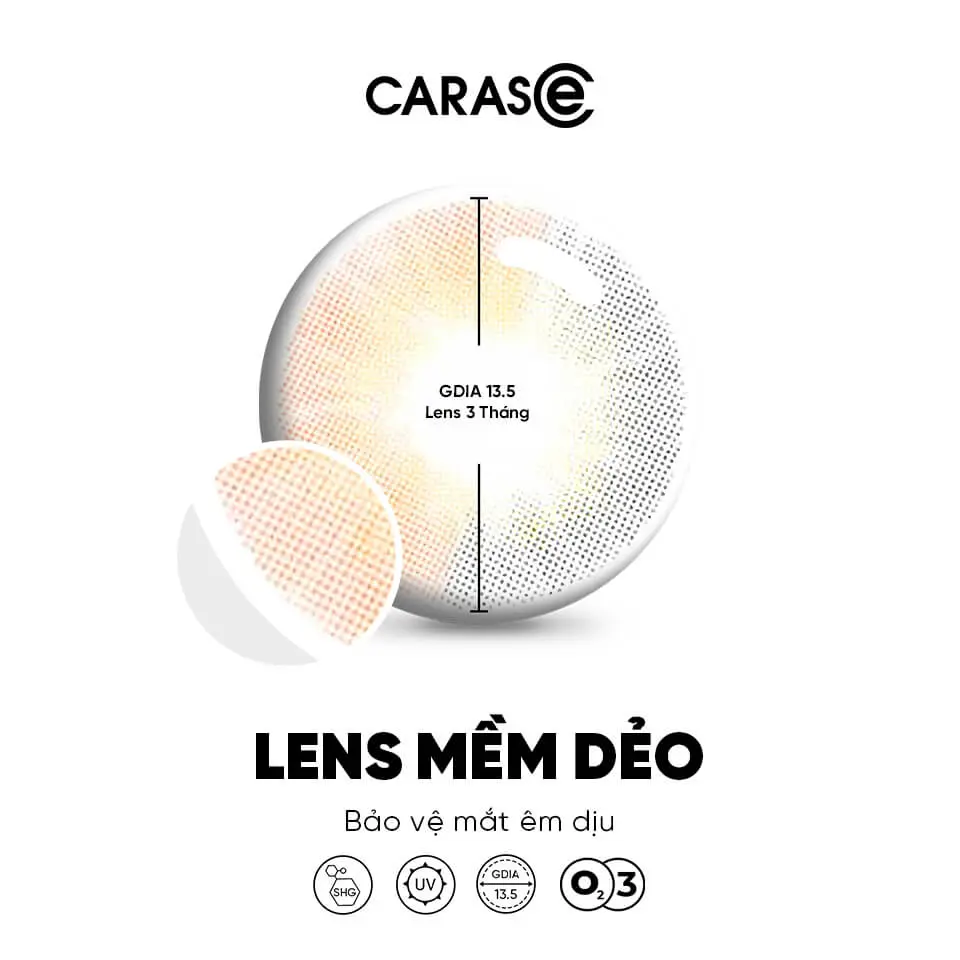 CARAS e
GDIA 13.5
Lens 3 Tháng
LENS MỀM DẺO
Bảo vệ mắt êm dịu
SHG
UV
GDIA
13.5
O2 3